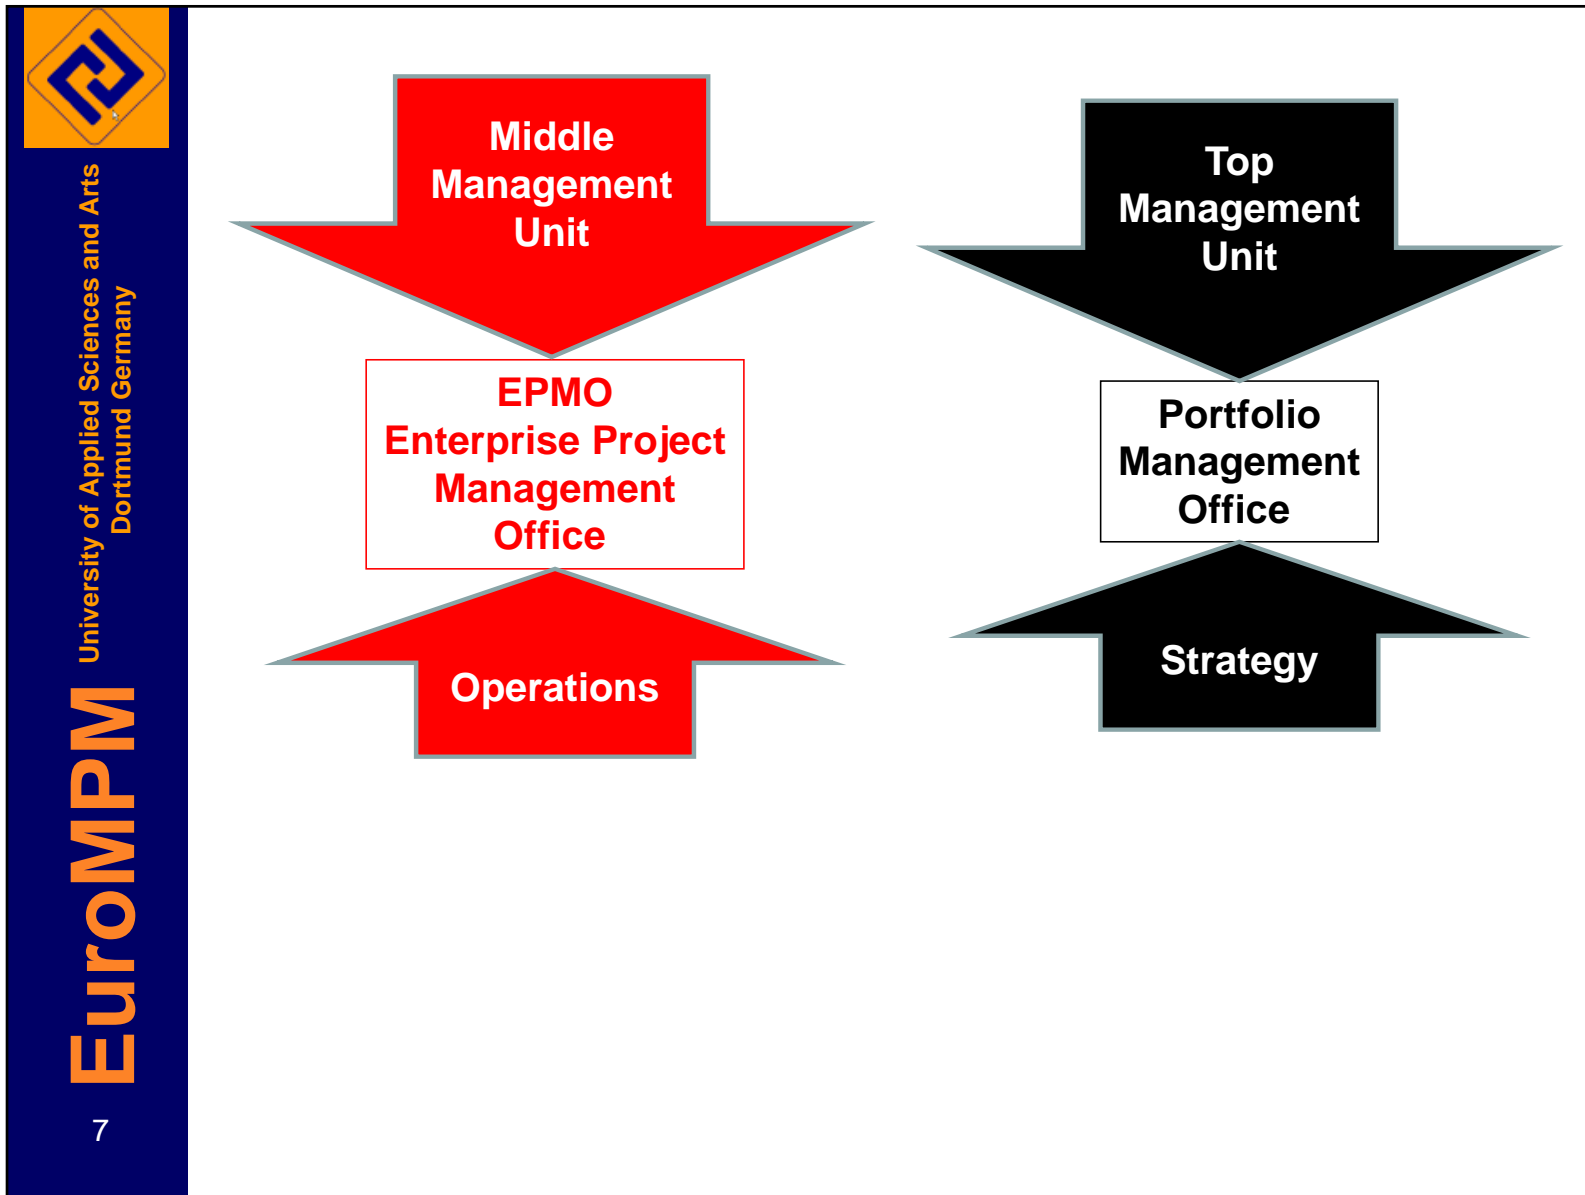 University of Applied Sciences and Arts
Dortmund Germany
EuroMPM
7
Middle
Management
Unit
EPMO
Enterprise Project
Management
Office
Operations
Top
Management
Unit
Portfolio
Management
Office
Strategy